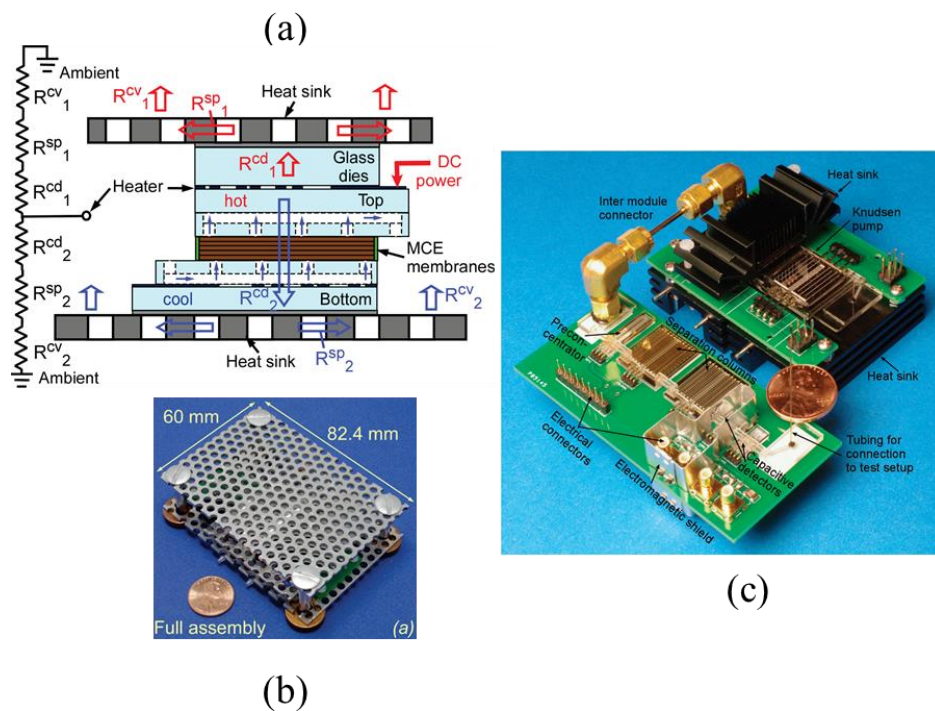 (a)
Ambient
R^cv_1
R^sp_1
R^cd_1
R^cd_2
R^sp_2
R^cv_2
Ambient
Heater
R^cv_1
R^sp_1
Heat sink
R^cd_1
Glass
dies
DC
power
hot
Top
MCE
membranes
cool
R^cd_2
Bottom
R^cv_2
Heat sink
R^sp_2
60 mm
82.4 mm
Full assembly
(a)
(b)
Inter module
connector
Heat sink
Knudsen
pump
Precon-
centrator
Separation columns
Heat sink
Electrical
connectors
Electromagnetic
shield
Capacitive
detectors
Tubing for
connection
to test setup
(c)